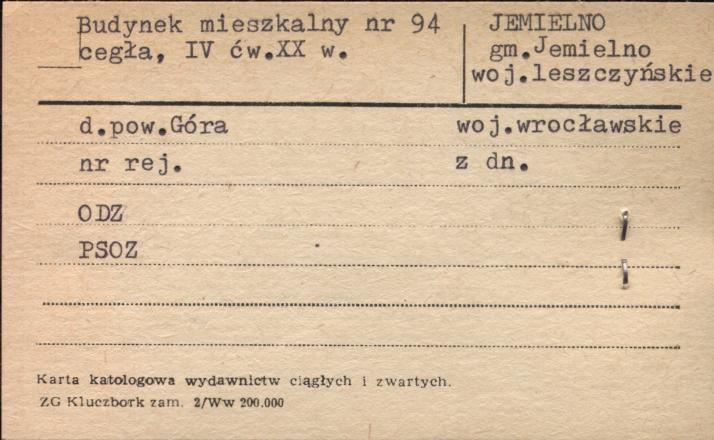 Budynek mieszkalny nr 94
cegła, IV ćw.XX w.
JEMIELNO
gm.Jemielno
woj.leszczyńskie
d.pow.Góra woj.wrocławskie
nr rej. z dn.
ODZ
PSOZ
Karta katologowa wydawnictw ciągłych i zwartych.
ZG Kluczbork zam. 2/Ww 200.000